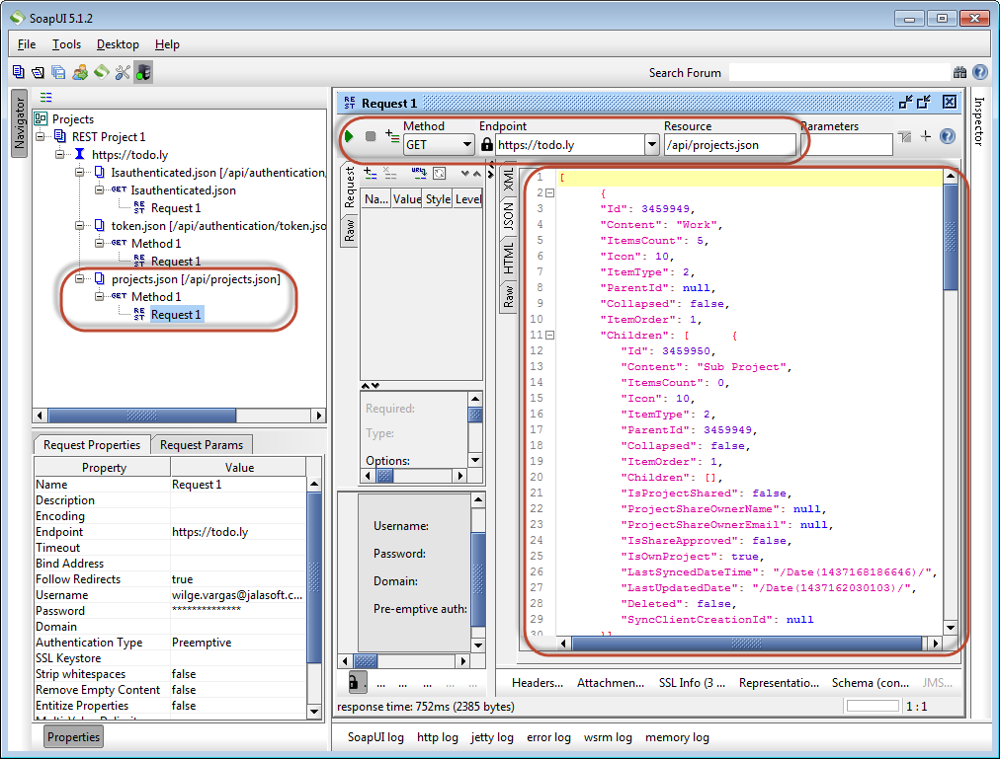 SoapUI 5.1.2
File Tools Desktop Help
Search Forum
Navigator
Projects
REST Project 1
https://todo.ly
Isauthenticated.json [/api/authentication,
GET Isauthenticated.json
REST Request 1
token.json [/api/authentication/token.jso
GET Method 1
REST Request 1
projects.json [/api/projects.json]
GET Method 1
REST Request 1
Request Properties Request Params
Property Value
Name Request 1
Description
Encoding
Endpoint https://todo.ly
Timeout
Bind Address
Follow Redirects true
Username wilge.vargas@jalasoft.c...
Password **************
Domain
Authentication Type Preemptive
SSL Keystore
Strip whitespaces false
Remove Empty Content false
Entitize Properties false
Properties
REST Request 1
Method Endpoint Resource Parameters
GET https://todo.ly /api/projects.json
Inspector
Request
Raw
Na... Value Style Level
Required:
Type:
Options:
Username:
Password:
Domain:
Pre-emptive auth:
... ... ... ... ...
XML
JSON
HTML
Raw
1 [
2 {
3 "Id": 3459949,
4 "Content": "Work",
5 "ItemsCount": 5,
6 "Icon": 10,
7 "ItemType": 2,
8 "ParentId": null,
9 "Collapsed": false,
10 "ItemOrder": 1,
11 "Children": [ {
12 "Id": 3459950,
13 "Content": "Sub Project",
14 "ItemsCount": 0,
15 "Icon": 10,
16 "ItemType": 2,
17 "ParentId": 3459949,
18 "Collapsed": false,
19 "ItemOrder": 1,
20 "Children": [],
21 "IsProjectShared": false,
22 "ProjectShareOwnerName": null,
23 "ProjectShareOwnerEmail": null,
24 "IsShareApproved": false,
25 "IsOwnProject": true,
26 "LastSyncedDateTime": "/Date(1437168186646)/",
27 "LastUpdatedDate": "/Date(1437162030103)/",
28 "Deleted": false,
29 "SyncClientCreationId": null
30 }]
Headers... Attachmen... SSL Info (3 ... Representatio... Schema (con... JMS...
response time: 752ms (2385 bytes)
1 : 1
SoapUI log http log jetty log error log wsrm log memory log